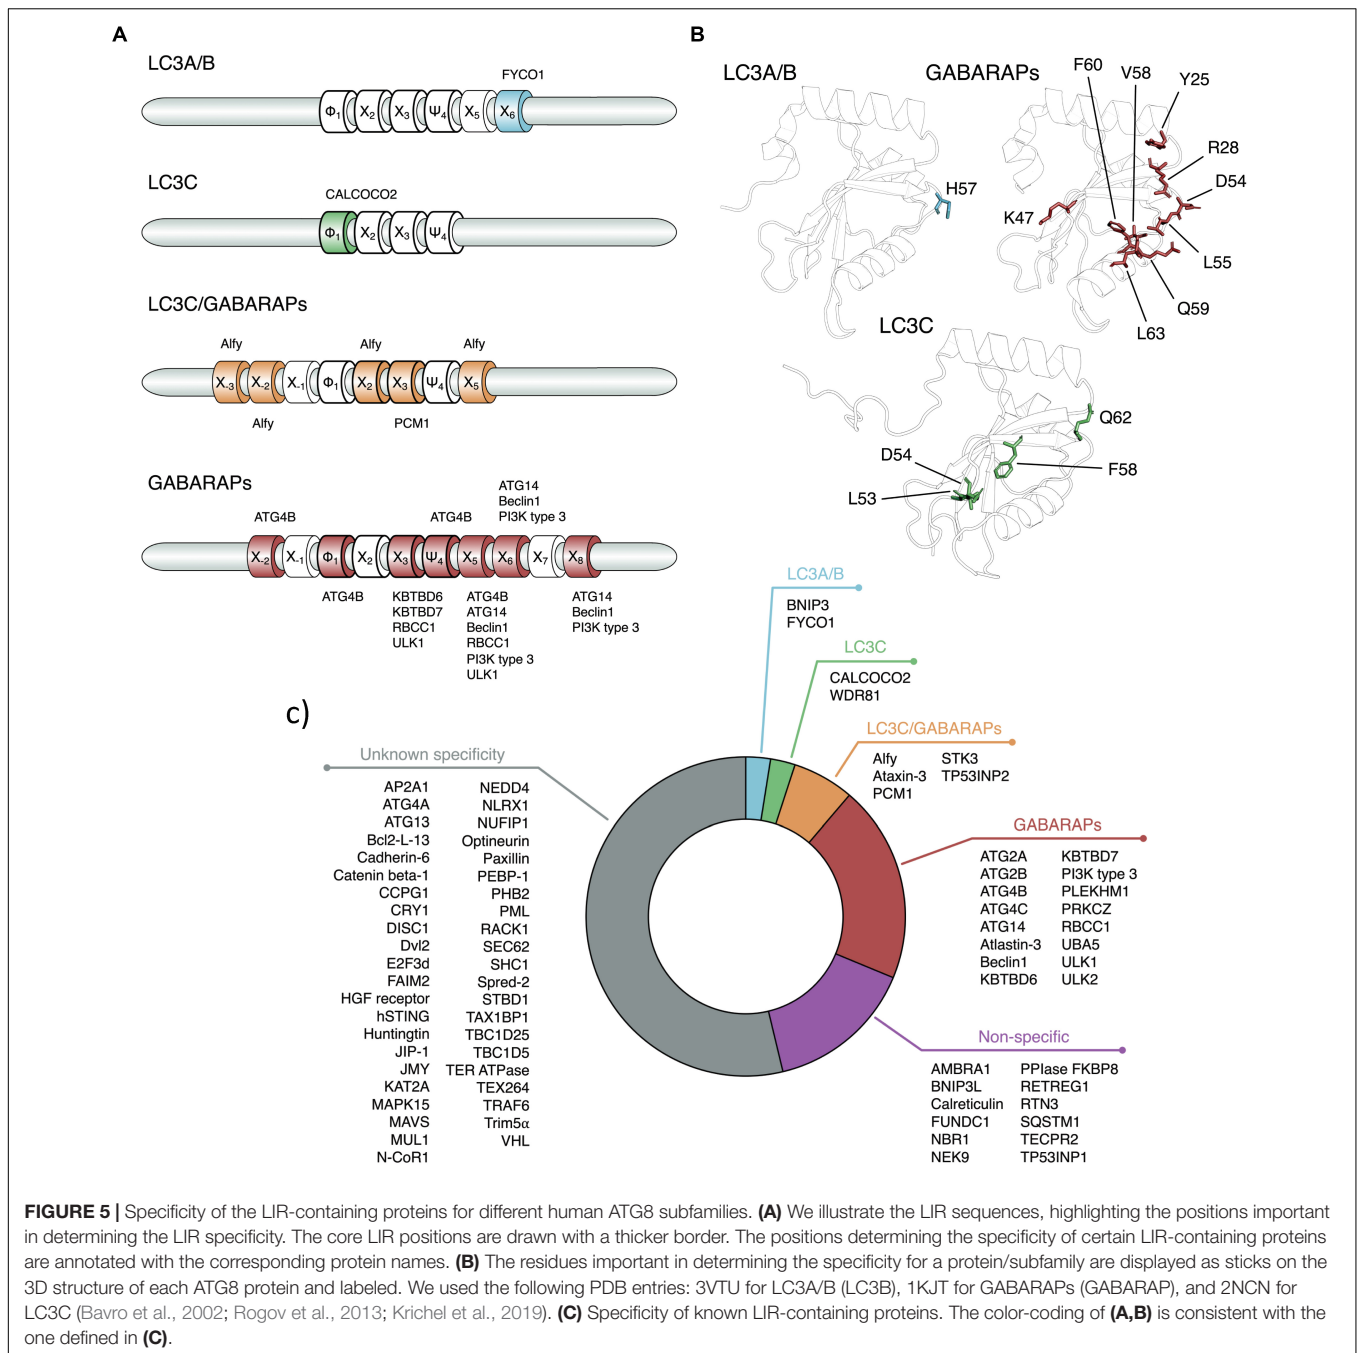 A
LC3A/B
FYCO1
Φ1 X2 X3 Ψ4 X5 X6
LC3C
CALCOCO2
Φ1 X2 X3 Ψ4
LC3C/GABARAPs
Alfy Alfy Alfy
X-3 X-2 X-1 Φ1 X2 X3 Ψ4 X5
Alfy PCM1
GABARAPs
ATG14
Beclin1
PI3K type 3
ATG4B ATG4B
X-2 X-1 Φ1 X2 X3 Ψ4 X5 X6 X7 X8
ATG4B
KBTBD6
KBTBD7
RBCC1
ULK1
ATG4B
ATG14
Beclin1
RBCC1
PI3K type 3
ULK1
ATG14
Beclin1
PI3K type 3
B
LC3A/B
H57
GABARAPs
F60
V58
Y25
R28
D54
K47
L55
Q59
L63
LC3C
Q62
D54
F58
L53
c)
LC3A/B
BNIP3
FYCO1
LC3C
CALCOCO2
WDR81
LC3C/GABARAPs
Alfy STK3
Ataxin-3 TP53INP2
PCM1
GABARAPs
ATG2A KBTBD7
ATG2B PI3K type 3
ATG4B PLEKHM1
ATG4C PRKCZ
ATG14 RBCC1
Atlastin-3 UBA5
Beclin1 ULK1
KBTBD6 ULK2
Non-specific
AMBRA1 PPIase FKBP8
BNIP3L RETREG1
Calreticulin RTN3
FUNDC1 SQSTM1
NBR1 TECPR2
NEK9 TP53INP1
Unknown specificity
AP2A1 NEDD4
ATG4A NLRX1
ATG13 NUFIP1
Bcl2-L-13 Optineurin
Cadherin-6 Paxillin
Catenin beta-1 PEBP-1
CCPG1 PHB2
CRY1 PML
DISC1 RACK1
Dvl2 SEC62
E2F3d SHC1
FAIM2 Spred-2
HGF receptor STBD1
hSTING TAX1BP1
Huntingtin TBC1D25
JIP-1 TBC1D5
JMY TER ATPase
KAT2A TEX264
MAPK15 TRAF6
MAVS Trim5α
MUL1 VHL
N-CoR1
FIGURE 5 | Specificity of the LIR-containing proteins for different human ATG8 subfamilies. (A) We illustrate the LIR sequences, highlighting the positions important
in determining the LIR specificity. The core LIR positions are drawn with a thicker border. The positions determining the specificity of certain LIR-containing proteins
are annotated with the corresponding protein names. (B) The residues important in determining the specificity for a protein/subfamily are displayed as sticks on the
3D structure of each ATG8 protein and labeled. We used the following PDB entries: 3VTU for LC3A/B (LC3B), 1KJT for GABARAPs (GABARAP), and 2NCN for
LC3C (Bavro et al., 2002; Rogov et al., 2013; Krichel et al., 2019). (C) Specificity of known LIR-containing proteins. The color-coding of (A,B) is consistent with the
one defined in (C).